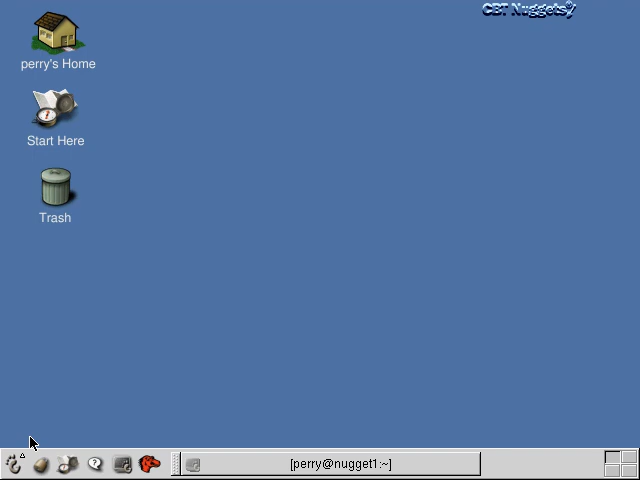 CBT Nuggets
perry's Home
Start Here
Trash
[perry@nugget1:~]